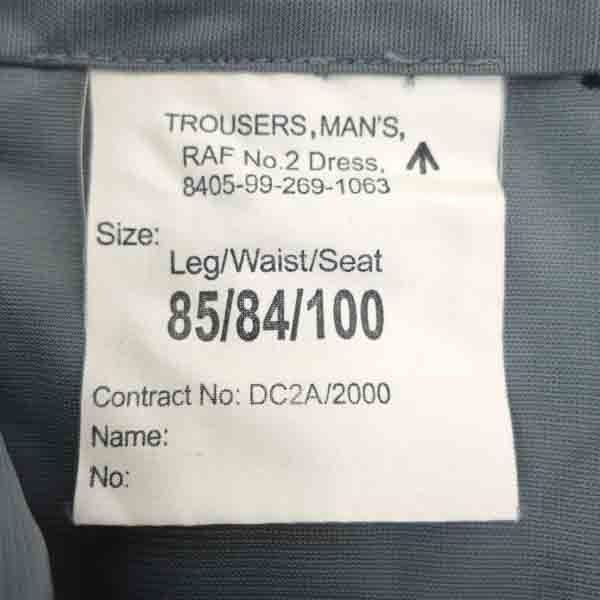 TROUSERS, MAN'S,
RAF No.2 Dress,
8405-99-269-1063
Size:
Leg/Waist/Seat
85/84/100
Contract No: DC2A/2000
Name:
No: